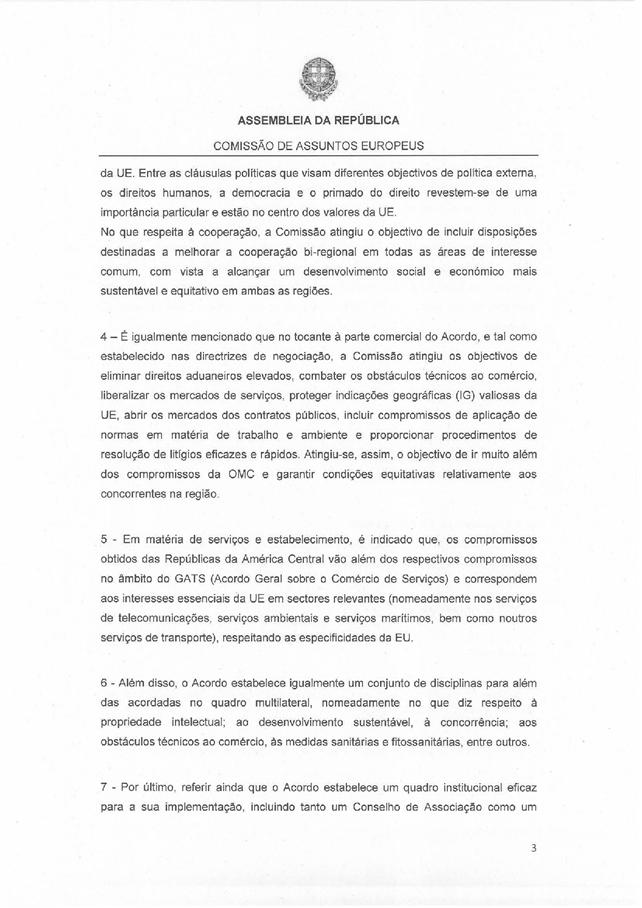 ASSEMBLEIA DA REPÚBLICA
COMISSÃO DE ASSUNTOS EUROPEUS
da UE. Entre as cláusulas políticas que visam diferentes objectivos de política externa,
os direitos humanos, a democracia e o primado do direito revestem-se de uma
importância particular e estão no centro dos valores da UE.
No que respeita à cooperação, a Comissão atingiu o objectivo de incluir disposições
destinadas a melhorar a cooperação bi-regional em todas as áreas de interesse
comum, com vista a alcançar um desenvolvimento social e económico mais
sustentável e equitativo em ambas as regiões.
4 – É igualmente mencionado que no tocante à parte comercial do Acordo, e tal como
estabelecido nas directrizes de negociação, a Comissão atingiu os objectivos de
eliminar direitos aduaneiros elevados, combater os obstáculos técnicos ao comércio,
liberalizar os mercados de serviços, proteger indicações geográficas (IG) valiosas da
UE, abrir os mercados dos contratos públicos, incluir compromissos de aplicação de
normas em matéria de trabalho e ambiente e proporcionar procedimentos de
resolução de litígios eficazes e rápidos. Atingiu-se, assim, o objectivo de ir muito além
dos compromissos da OMC e garantir condições equitativas relativamente aos
concorrentes na região.
5 - Em matéria de serviços e estabelecimento, é indicado que, os compromissos
obtidos das Repúblicas da América Central vão além dos respectivos compromissos
no âmbito do GATS (Acordo Geral sobre o Comércio de Serviços) e correspondem
aos interesses essenciais da UE em sectores relevantes (nomeadamente nos serviços
de telecomunicações, serviços ambientais e serviços marítimos, bem como noutros
serviços de transporte), respeitando as especificidades da EU.
6 - Além disso, o Acordo estabelece igualmente um conjunto de disciplinas para além
das acordadas no quadro multilateral, nomeadamente no que diz respeito à
propriedade intelectual; ao desenvolvimento sustentável, à concorrência; aos
obstáculos técnicos ao comércio, às medidas sanitárias e fitossanitárias, entre outros.
7 - Por último, referir ainda que o Acordo estabelece um quadro institucional eficaz
para a sua implementação, incluindo tanto um Conselho de Associação como um
3